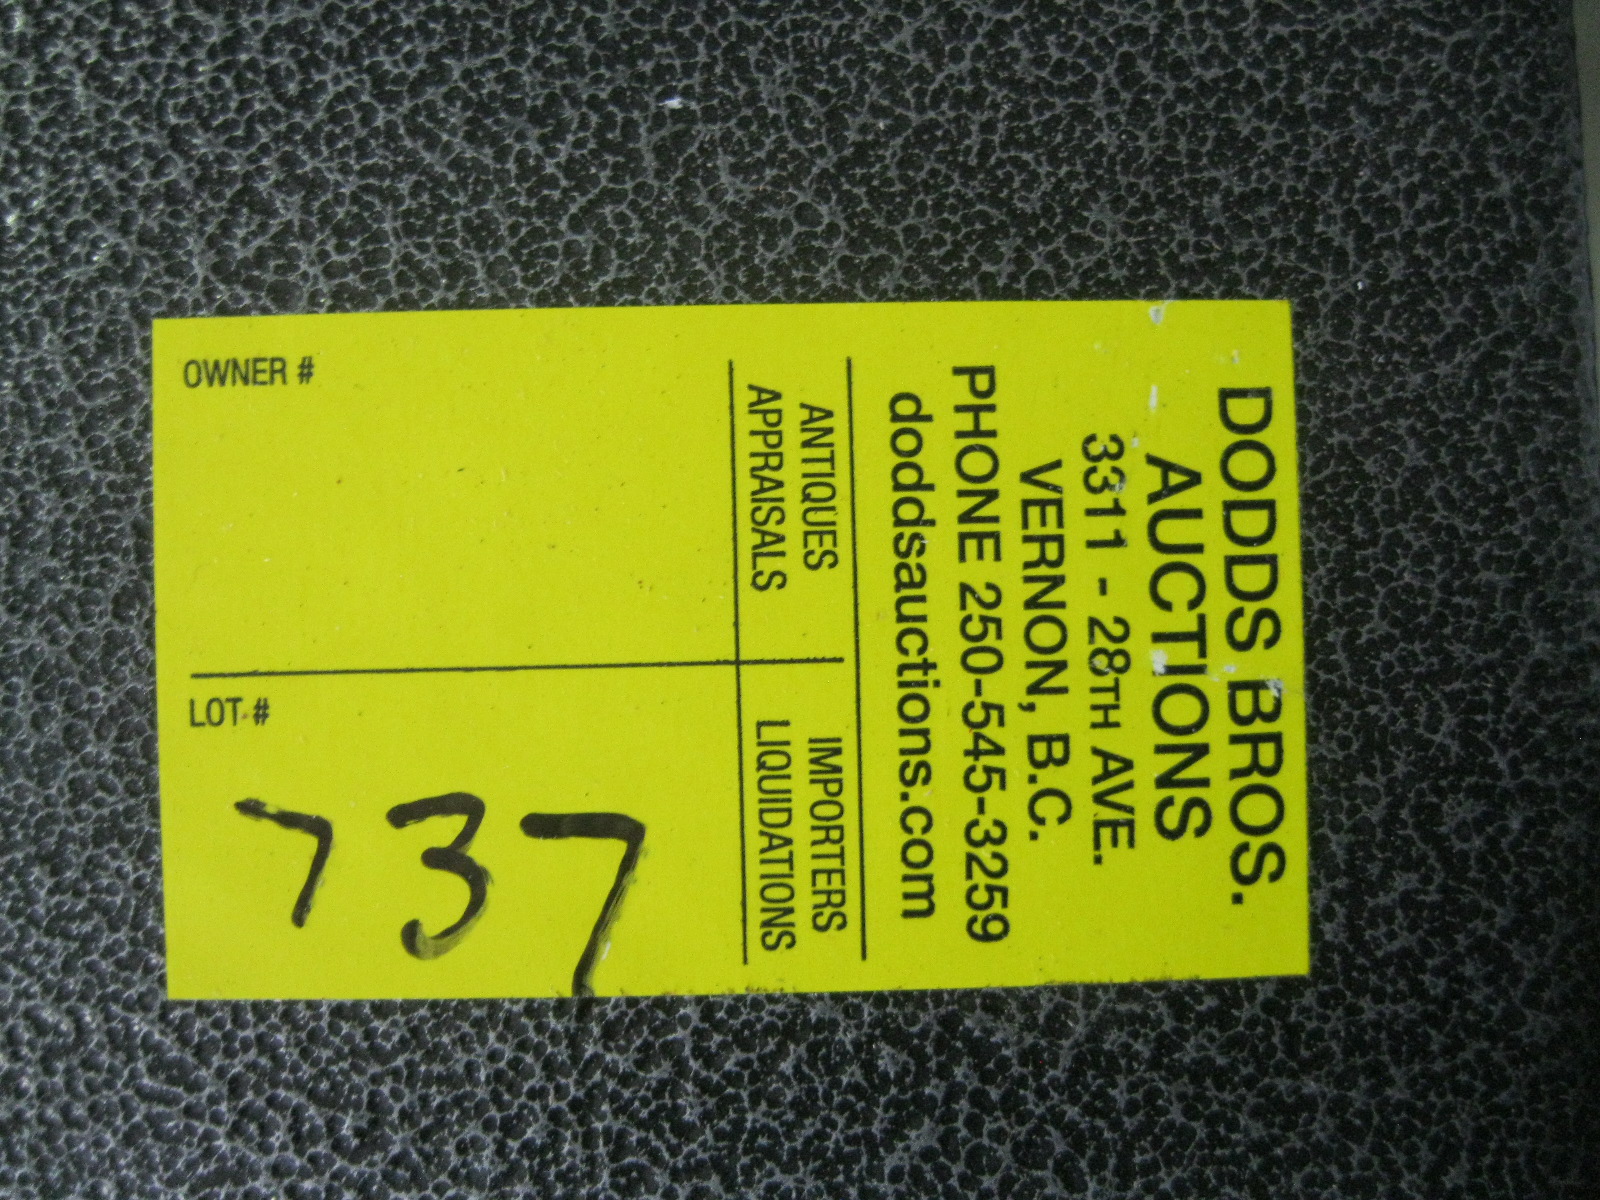 DODDS BROS.
AUCTIONS
3311 - 28TH AVE.
VERNON, B.C.
PHONE 250-545-3259
doddsauctions.com
ANTIQUES
APPRAISALS
IMPORTERS
LIQUIDATIONS
OWNER #
LOT #
737